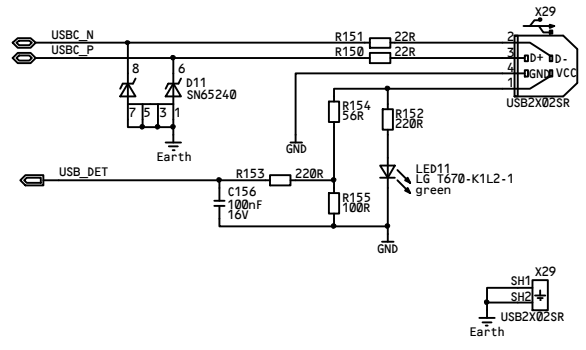 X29
USBC_N
R151
22R
2
USBC_P
R150
22R
3
D+
D-
4
GND
VCC
1
USB2X02SR
8
6
D11
SN65240
7
5
3
1
Earth
GND
R154
56R
R152
220R
USB_DET
R153
220R
LED11
LG T670-K1L2-1
green
C156
100nF
16V
R155
100R
GND
X29
SH1
SH2
USB2X02SR
Earth